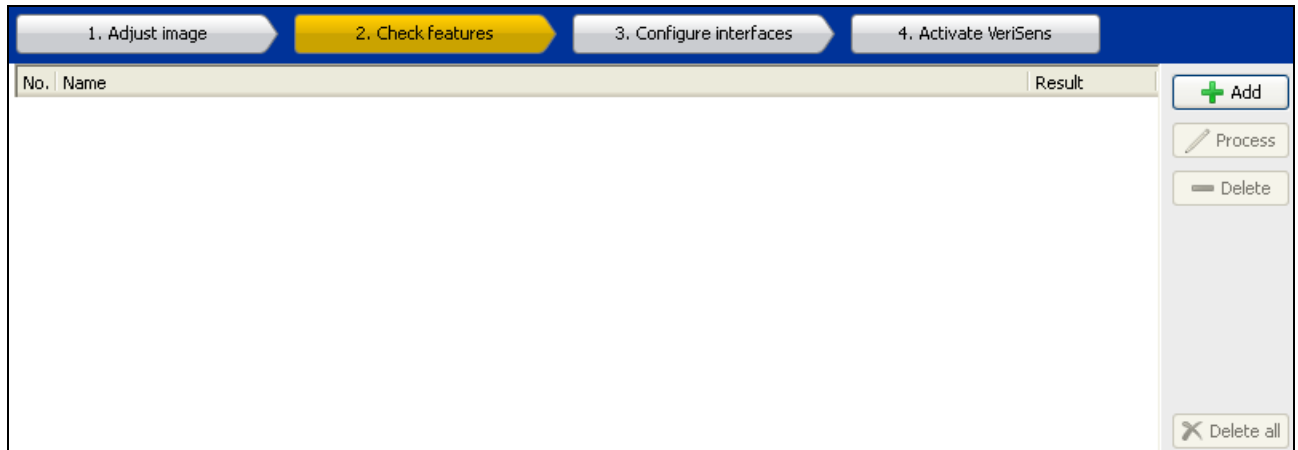 1. Adjust image 2. Check features 3. Configure interfaces 4. Activate VeriSens
No. Name Result
Add
Process
Delete
Delete all